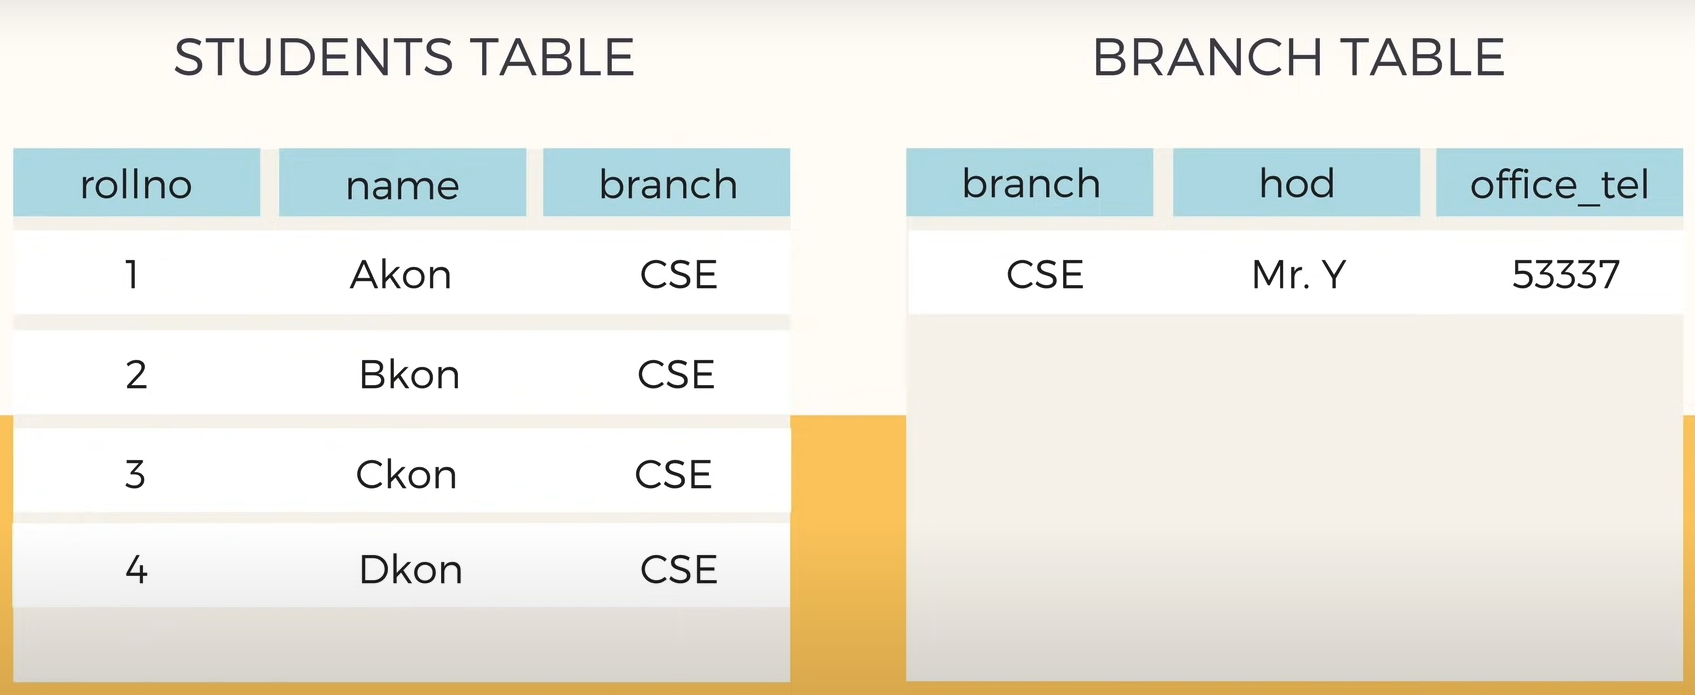 STUDENTS TABLE
rollno name branch
1 Akon CSE
2 Bkon CSE
3 Ckon CSE
4 Dkon CSE
BRANCH TABLE
branch hod office_tel
CSE Mr. Y 53337